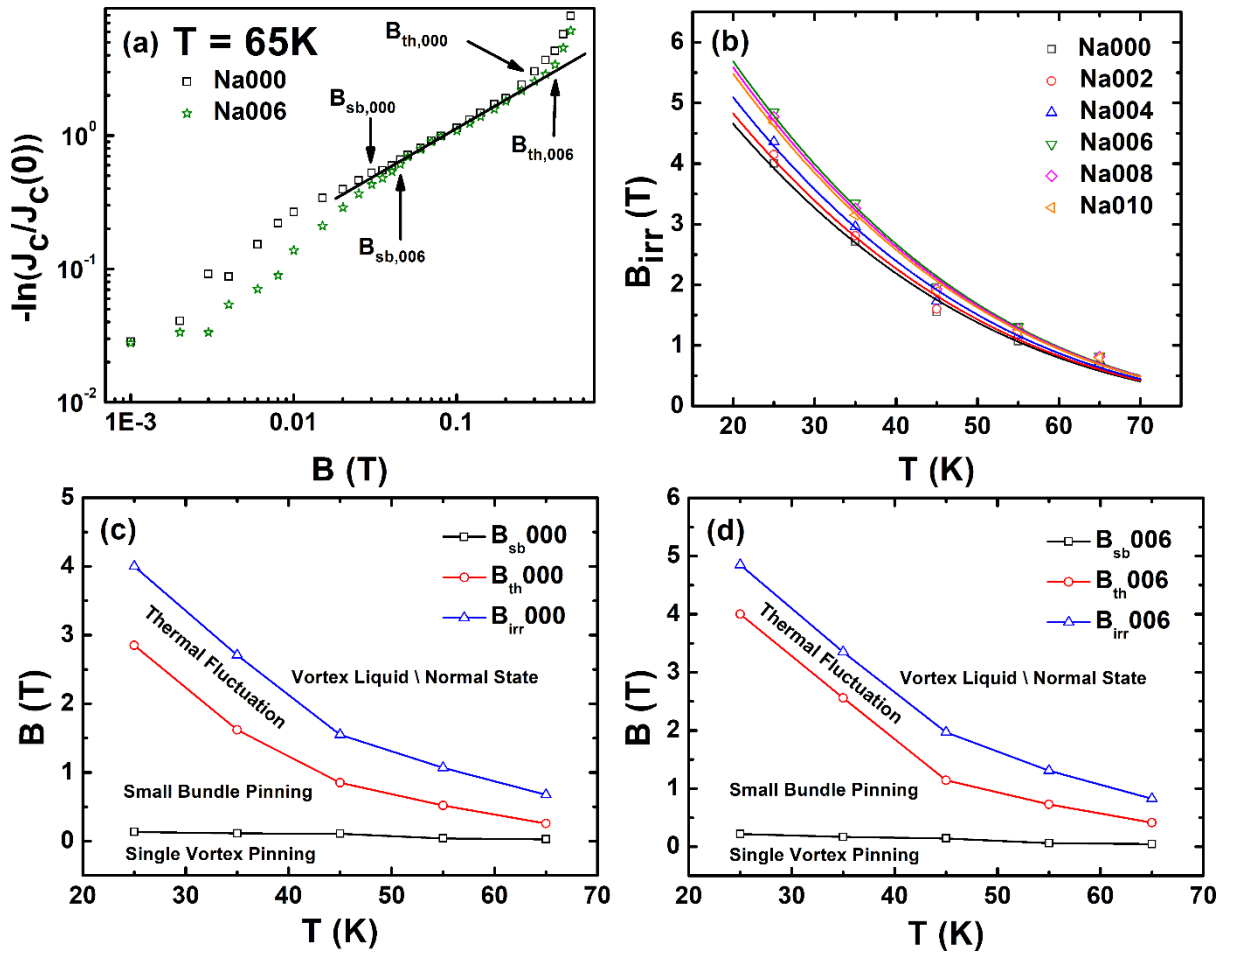 (a) T = 65K
Na000
Na006
B_th,000
B_sb,000
B_th,006
B_sb,006
10^0
10^-1
10^-2
1E-3 0.01 0.1
-ln(J_C/J_C(0))
B (T)
(b)
Na000
Na002
Na004
Na006
Na008
Na010
6
5
4
3
2
1
0
20 30 40 50 60 70
B_irr (T)
T (K)
(c)
B_sb000
B_th000
B_irr000
Thermal Fluctuation
Vortex Liquid \ Normal State
Small Bundle Pinning
Single Vortex Pinning
5
4
3
2
1
0
20 30 40 50 60 70
B (T)
T (K)
(d)
B_sb006
B_th006
B_irr006
Thermal Fluctuation
Vortex Liquid \ Normal State
Small Bundle Pinning
Single Vortex Pinning
6
5
4
3
2
1
0
20 30 40 50 60 70
B (T)
T (K)